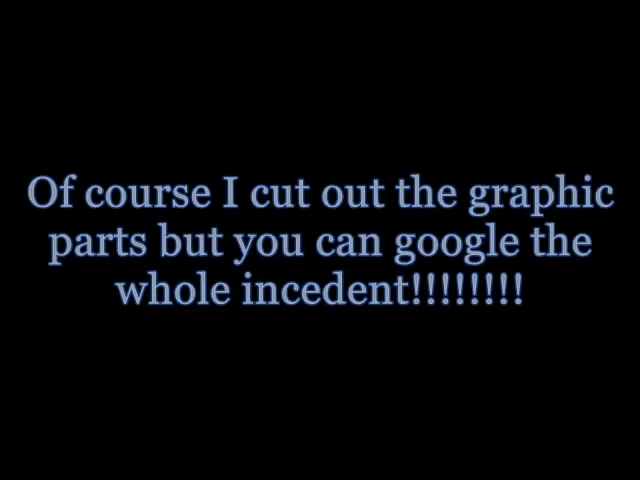 Of course I cut out the graphic
parts but you can google the
whole incedent!!!!!!!!